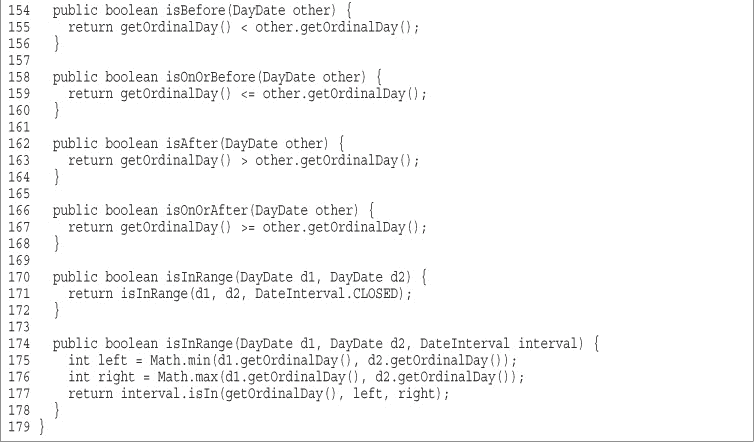 154 public boolean isBefore(DayDate other) {
155 return getOrdinalDay() < other.getOrdinalDay();
156 }
157
158 public boolean isOnOrBefore(DayDate other) {
159 return getOrdinalDay() <= other.getOrdinalDay();
160 }
161
162 public boolean isAfter(DayDate other) {
163 return getOrdinalDay() > other.getOrdinalDay();
164 }
165
166 public boolean isOnOrAfter(DayDate other) {
167 return getOrdinalDay() >= other.getOrdinalDay();
168 }
169
170 public boolean isInRange(DayDate d1, DayDate d2) {
171 return isInRange(d1, d2, DateInterval.CLOSED);
172 }
173
174 public boolean isInRange(DayDate d1, DayDate d2, DateInterval interval) {
175 int left = Math.min(d1.getOrdinalDay(), d2.getOrdinalDay());
176 int right = Math.max(d1.getOrdinalDay(), d2.getOrdinalDay());
177 return interval.isIn(getOrdinalDay(), left, right);
178 }
179 }